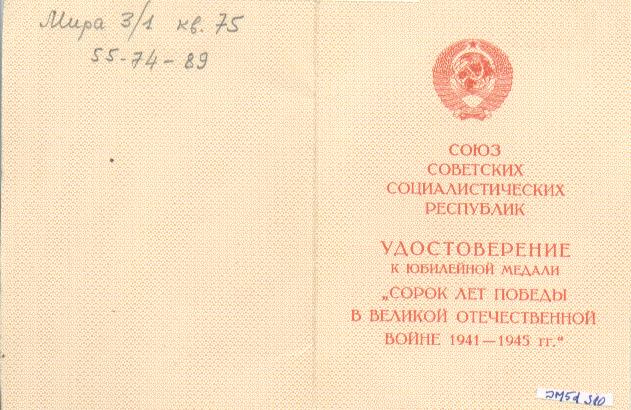 Мира 3/1 кв. 75
55-74-89
СОЮЗ
СОВЕТСКИХ
СОЦИАЛИСТИЧЕСКИХ
РЕСПУБЛИК
УДОСТОВЕРЕНИЕ
К ЮБИЛЕЙНОЙ МЕДАЛИ
„СОРОК ЛЕТ ПОБЕДЫ
В ВЕЛИКОЙ ОТЕЧЕСТВЕННОЙ
ВОЙНЕ 1941—1945 гг.“